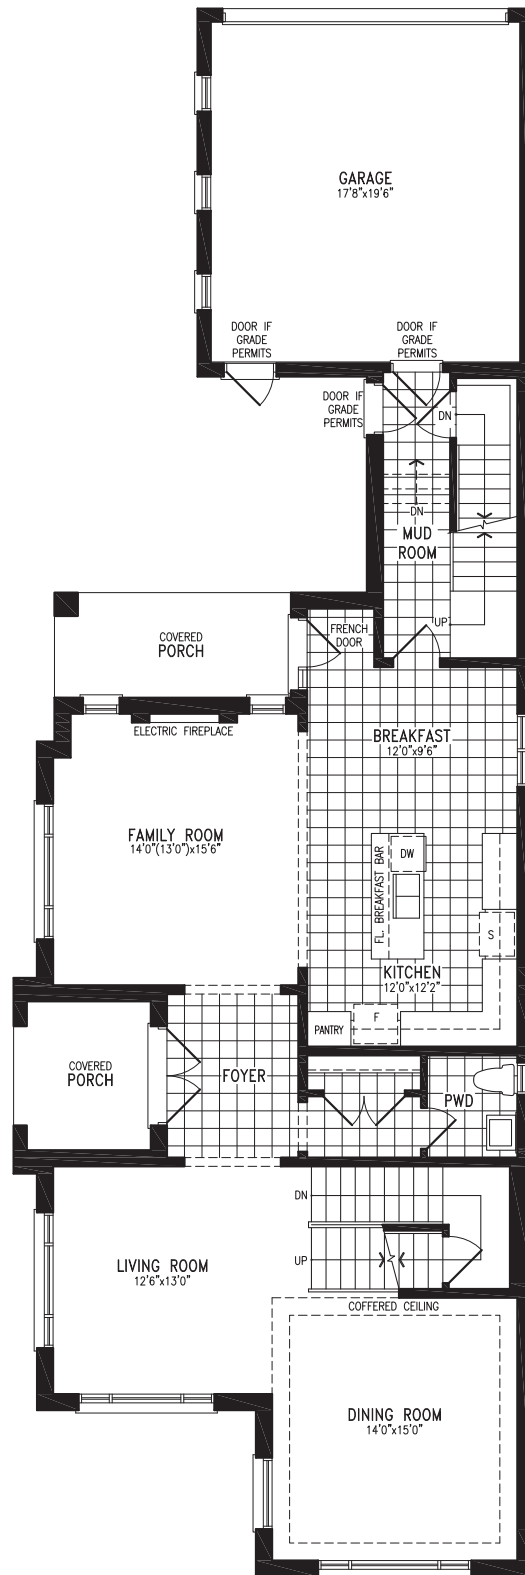 GARAGE
17'8"x19'6"
DOOR IF
GRADE
PERMITS
DOOR IF
GRADE
PERMITS
DOOR IF
GRADE
PERMITS
DN
DN
MUD
ROOM
UP
FRENCH
DOOR
COVERED
PORCH
ELECTRIC FIREPLACE
BREAKFAST
12'0"x9'6"
FAMILY ROOM
14'0"(13'0")x15'6"
FL. BREAKFAST BAR
DW
S
KITCHEN
12'0"x12'2"
F
PANTRY
COVERED
PORCH
FOYER
PWD
DN
UP
LIVING ROOM
12'6"x13'0"
COFFERED CEILING
DINING ROOM
14'0"x15'0"